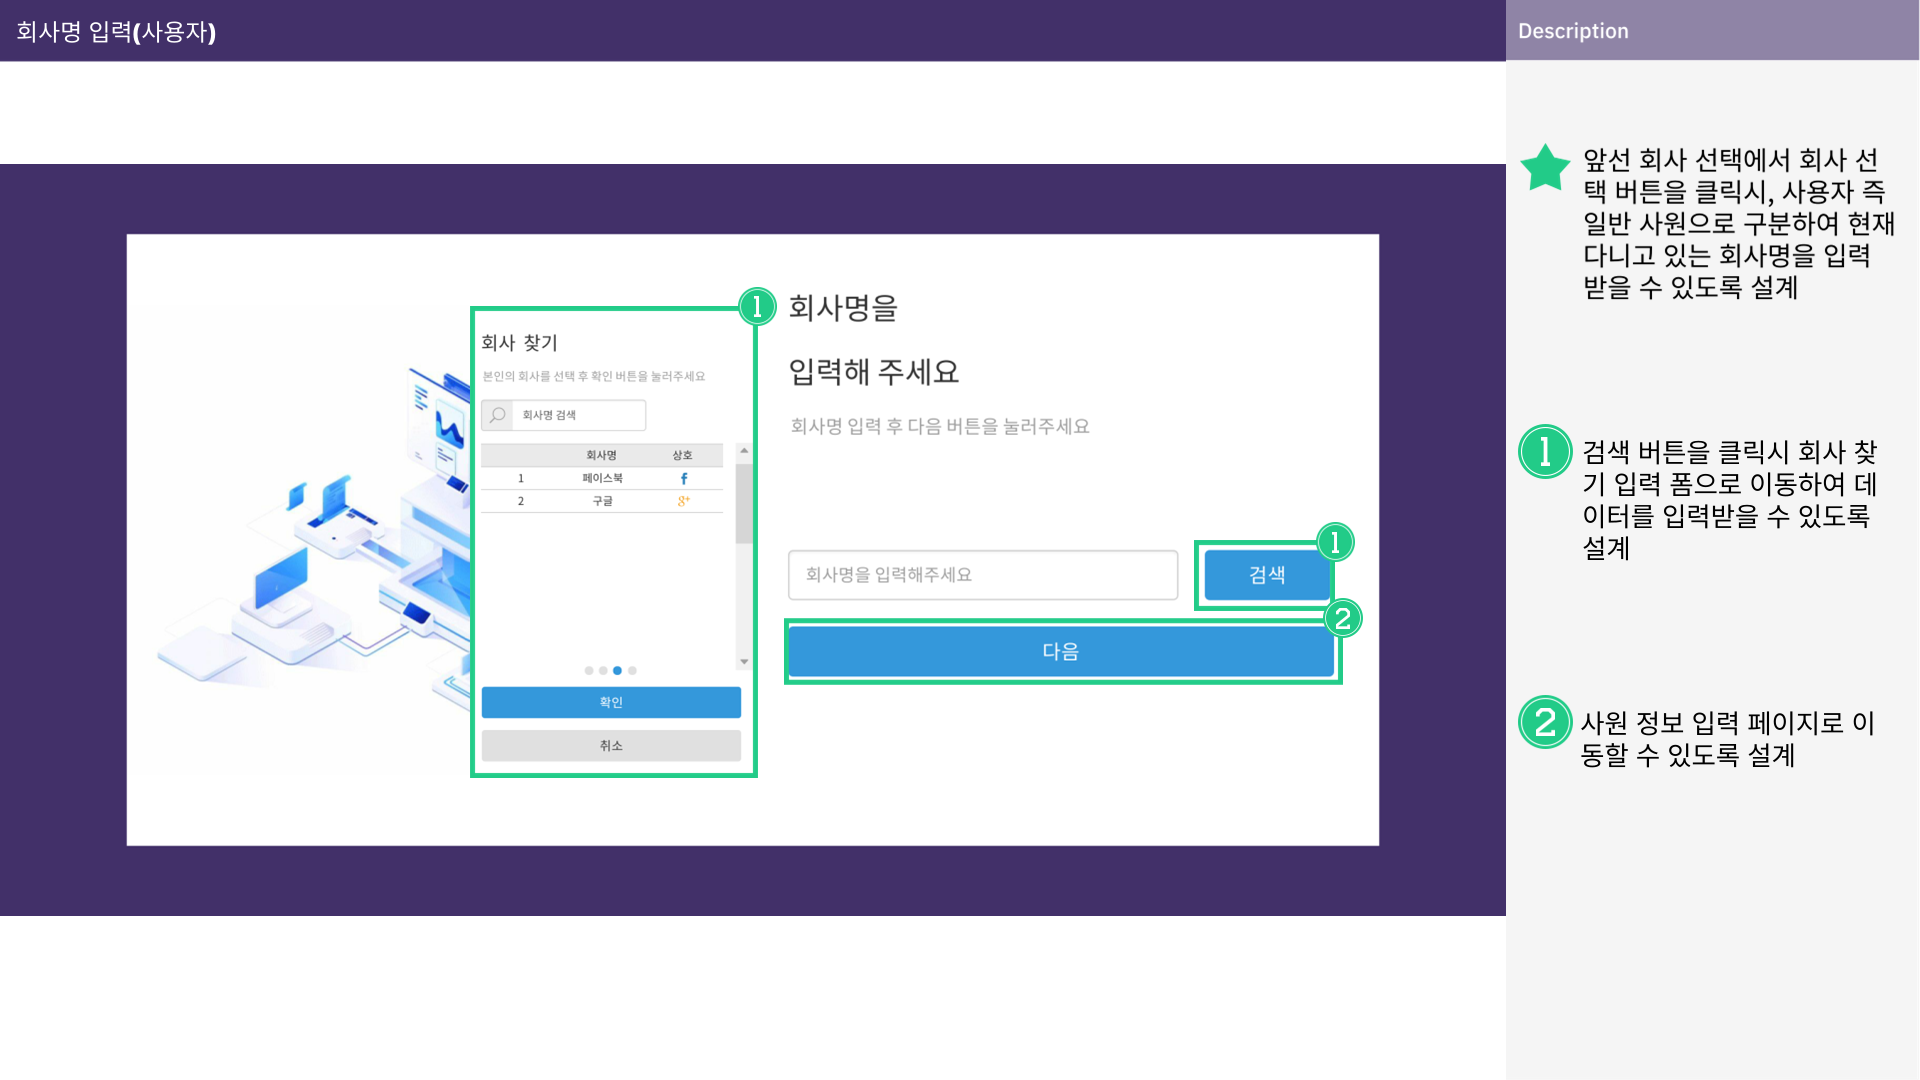 회사명 입력(사용자)
Description
앞선 회사 선택에서 회사 선
택 버튼을 클릭시, 사용자 즉
일반 사원으로 구분하여 현재
다니고 있는 회사명을 입력
받을 수 있도록 설계
1
검색 버튼을 클릭시 회사 찾
기 입력 폼으로 이동하여 데
이터를 입력받을 수 있도록
설계
2
사원 정보 입력 페이지로 이
동할 수 있도록 설계
1
회사 찾기
본인의 회사를 선택 후 확인 버튼을 눌러주세요
회사명 검색
회사명 상호
1 페이스북 f
2 구글 g+
확인
취소
회사명을
입력해 주세요
회사명 입력 후 다음 버튼을 눌러주세요
회사명을 입력해주세요
1
검색
2
다음